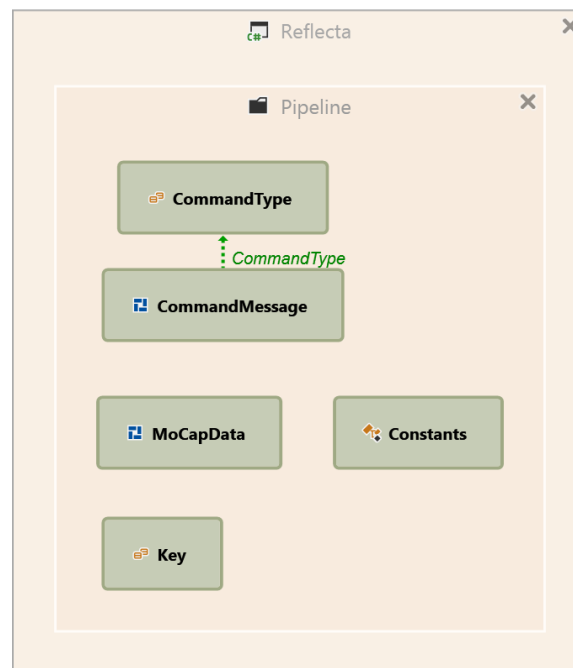 C# Reflecta
Pipeline
CommandType
CommandType
CommandMessage
MoCapData
Constants
Key